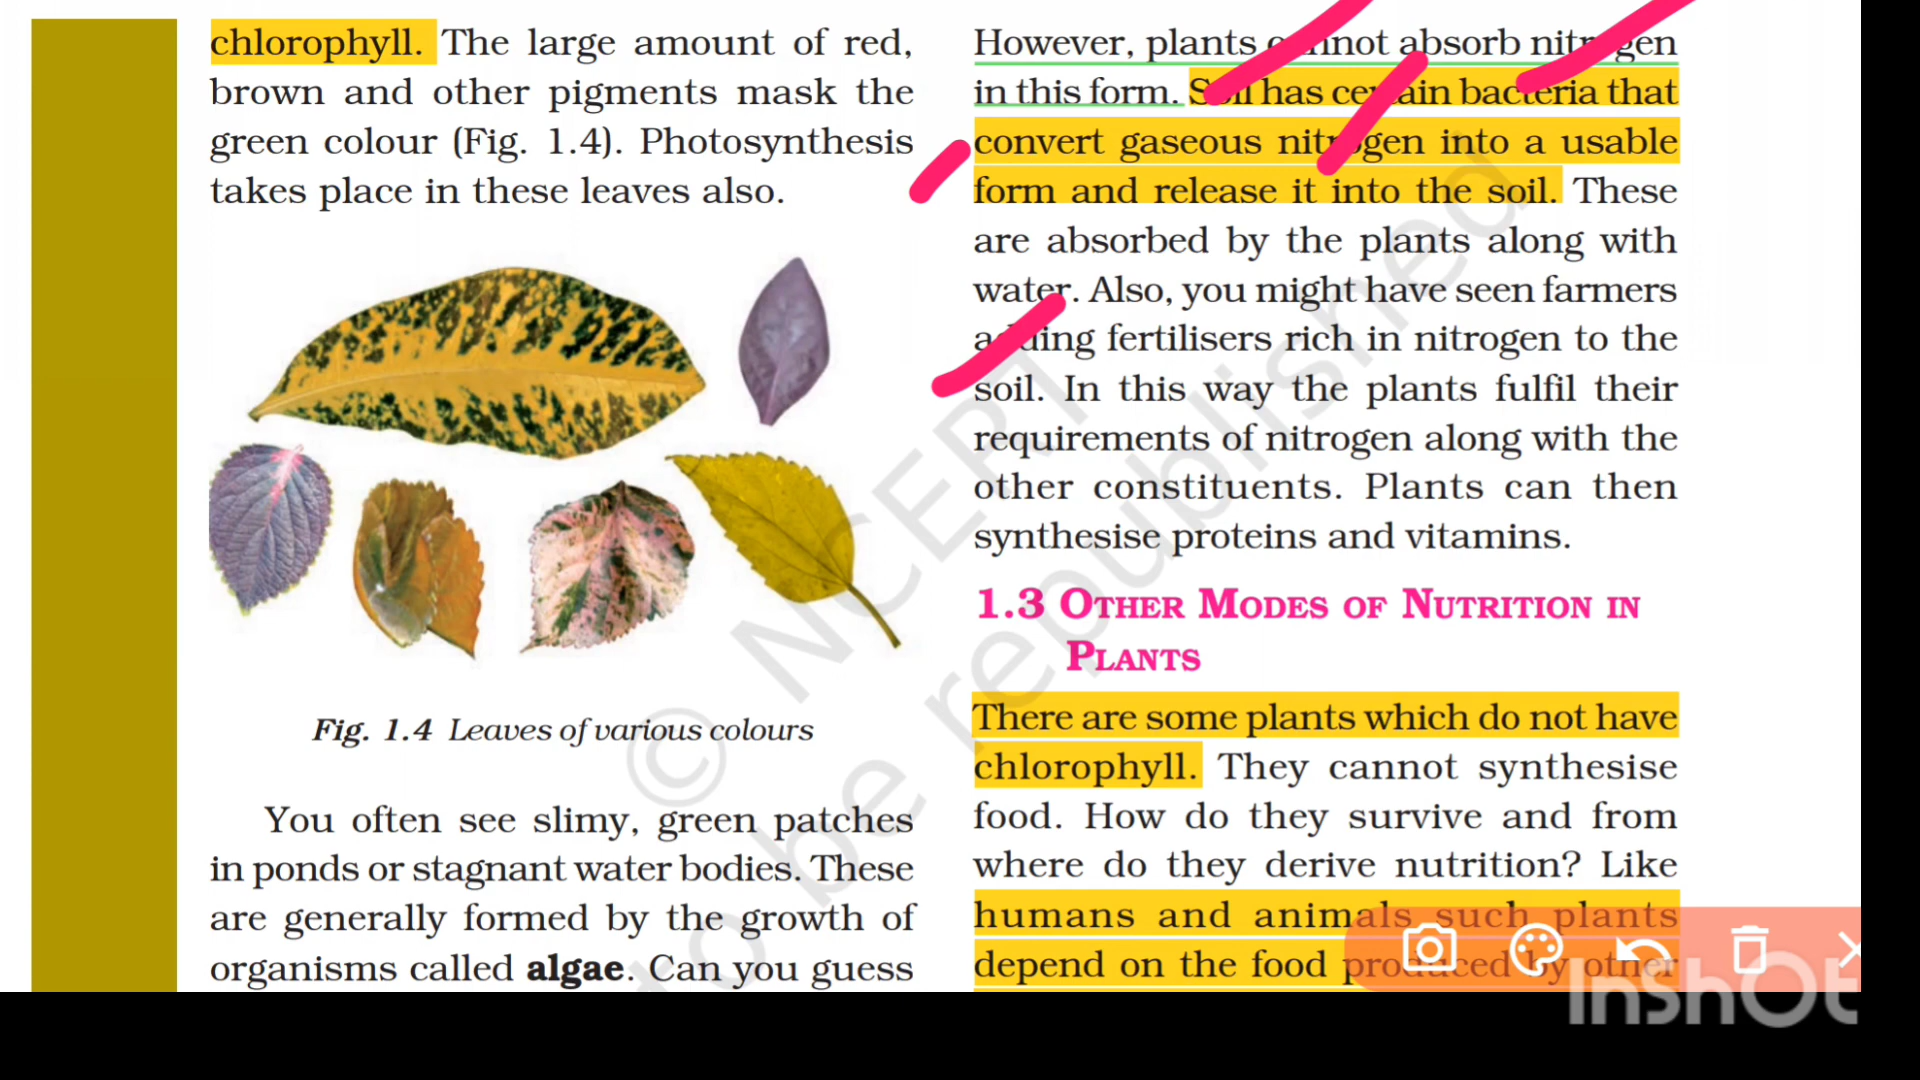 chlorophyll. The large amount of red,
brown and other pigments mask the
green colour (Fig. 1.4). Photosynthesis
takes place in these leaves also.
Fig. 1.4 Leaves of various colours
You often see slimy, green patches
in ponds or stagnant water bodies. These
are generally formed by the growth of
organisms called algae. Can you guess
However, plants cannot absorb nitrogen
in this form. Soil has certain bacteria that
convert gaseous nitrogen into a usable
form and release it into the soil. These
are absorbed by the plants along with
water. Also, you might have seen farmers
adding fertilisers rich in nitrogen to the
soil. In this way the plants fulfil their
requirements of nitrogen along with the
other constituents. Plants can then
synthesise proteins and vitamins.
1.3 OTHER MODES OF NUTRITION IN
PLANTS
There are some plants which do not have
chlorophyll. They cannot synthesise
food. How do they survive and from
where do they derive nutrition? Like
humans and animals such plants
depend on the food produced by other
© NCERT
to be republished
InShOt